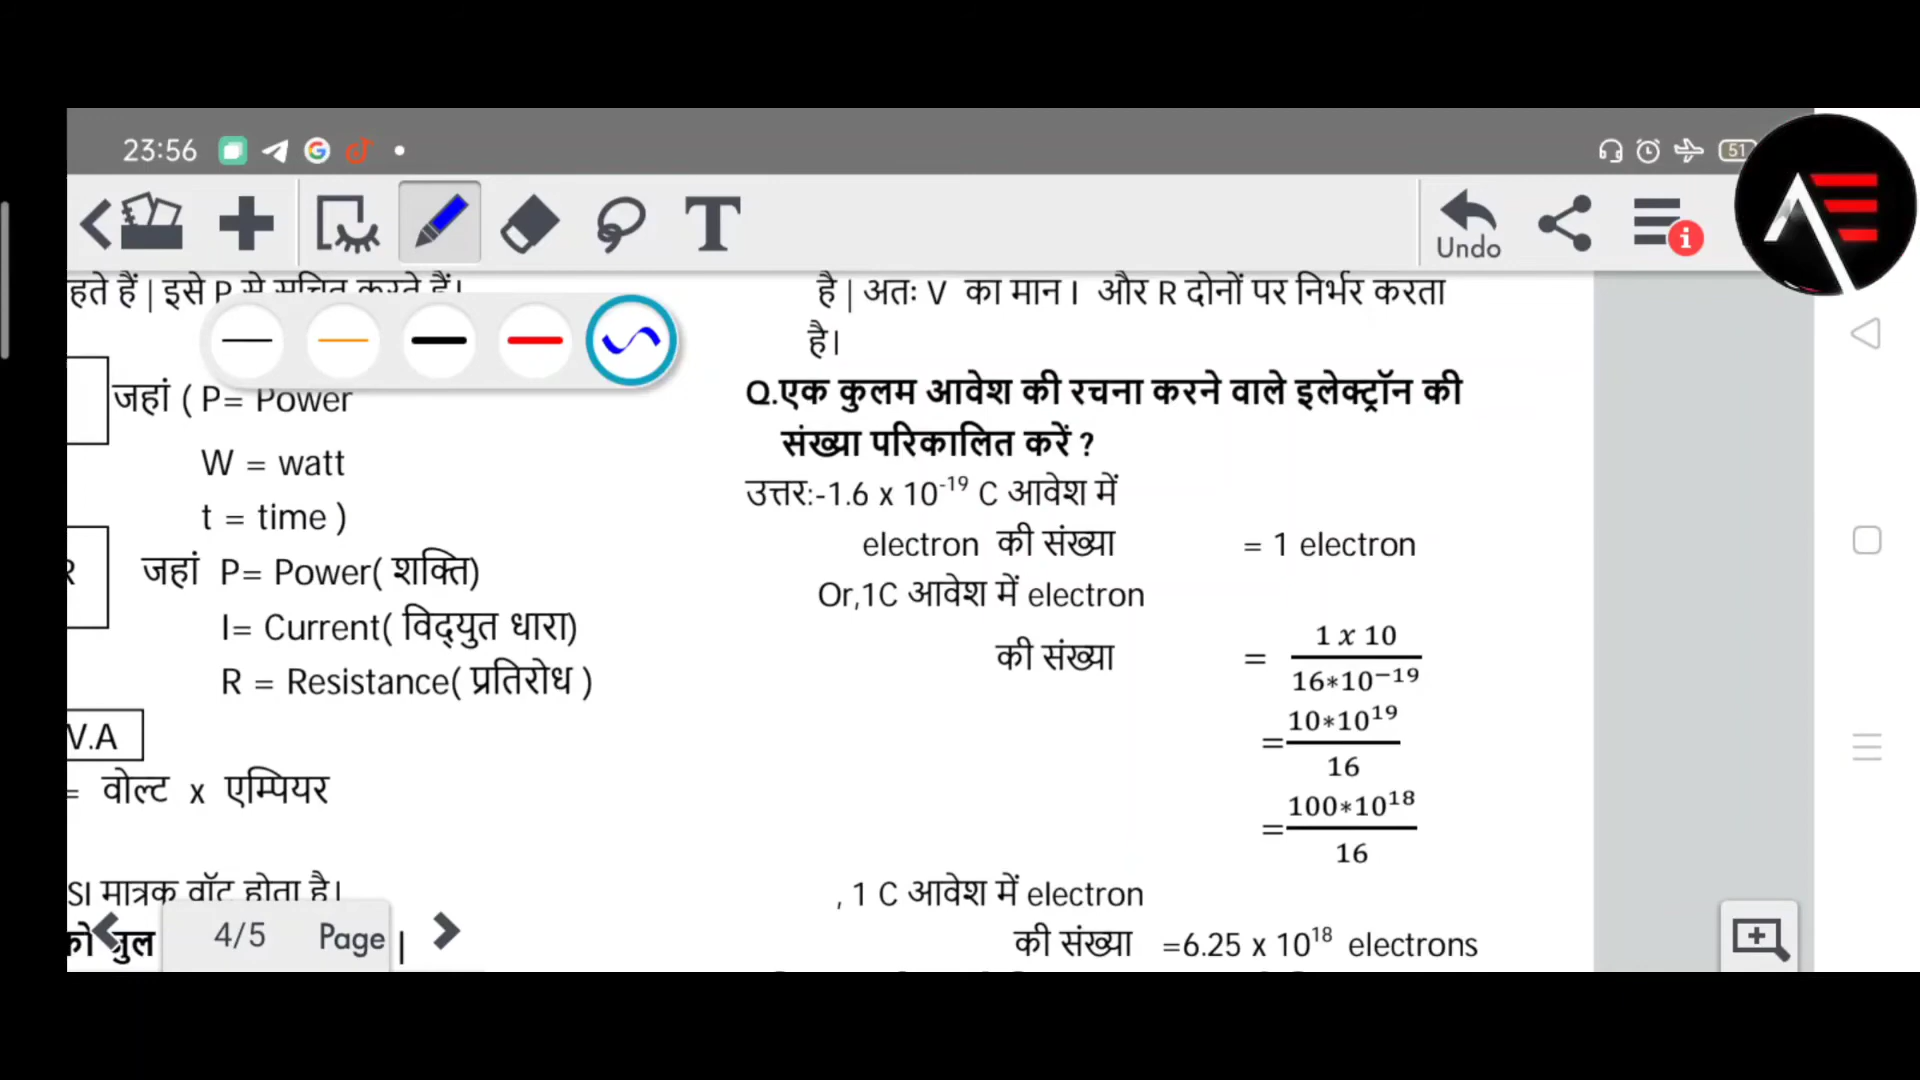 23:56
51
Undo
हते हैं | इसे P से सूचित करते हैं।
जहां ( P= Power
W = watt
t = time )
R
जहां P= Power( शक्ति)
I= Current( विद्युत धारा)
R = Resistance( प्रतिरोध )
V.A
= वोल्ट x एम्पियर
SI मात्रक वॉट होता है।
4/5 Page
है | अतः V का मान I और R दोनों पर निर्भर करता
है।
Q.एक कुलम आवेश की रचना करने वाले इलेक्ट्रॉन की
संख्या परिकालित करें ?
उत्तर:-1.6 x 10⁻¹⁹ C आवेश में
electron की संख्या = 1 electron
Or,1C आवेश में electron
की संख्या = 1 x 10
16*10⁻¹⁹
= 10*10¹⁹
16
= 100*10¹⁸
16
, 1 C आवेश में electron
की संख्या =6.25 x 10¹⁸ electrons